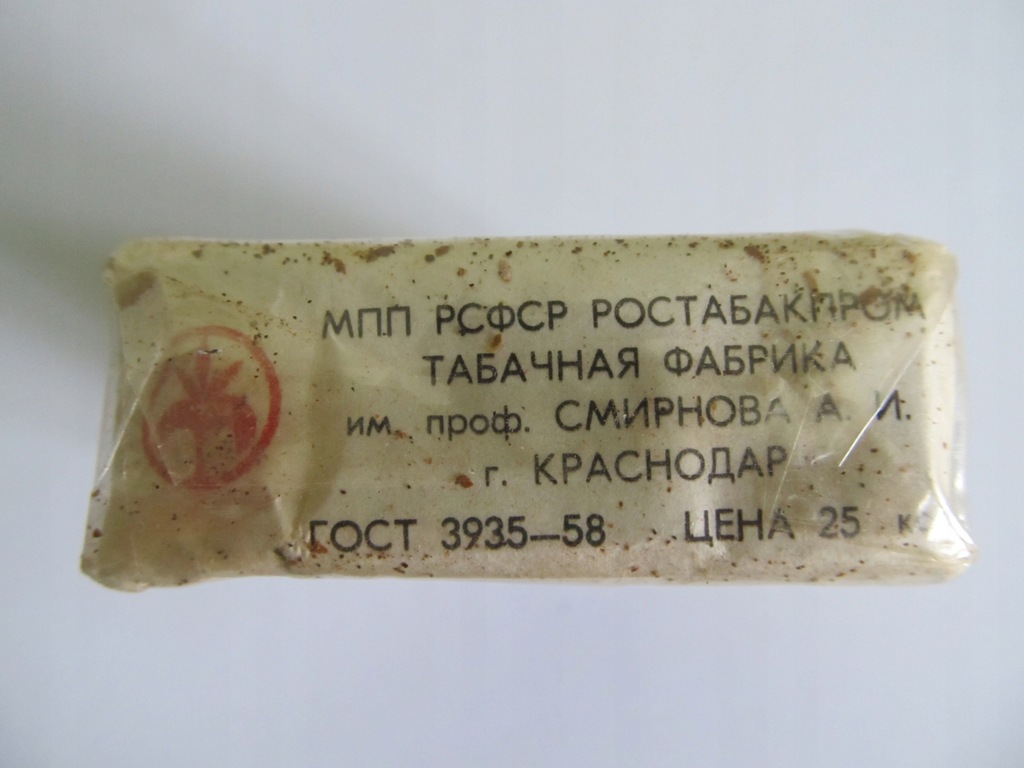 МПП РСФСР РОСТАБАКПРОМ
ТАБАЧНАЯ ФАБРИКА
им. проф. СМИРНОВА А. И.
г. КРАСНОДАР
ГОСТ 3935—58 ЦЕНА 25